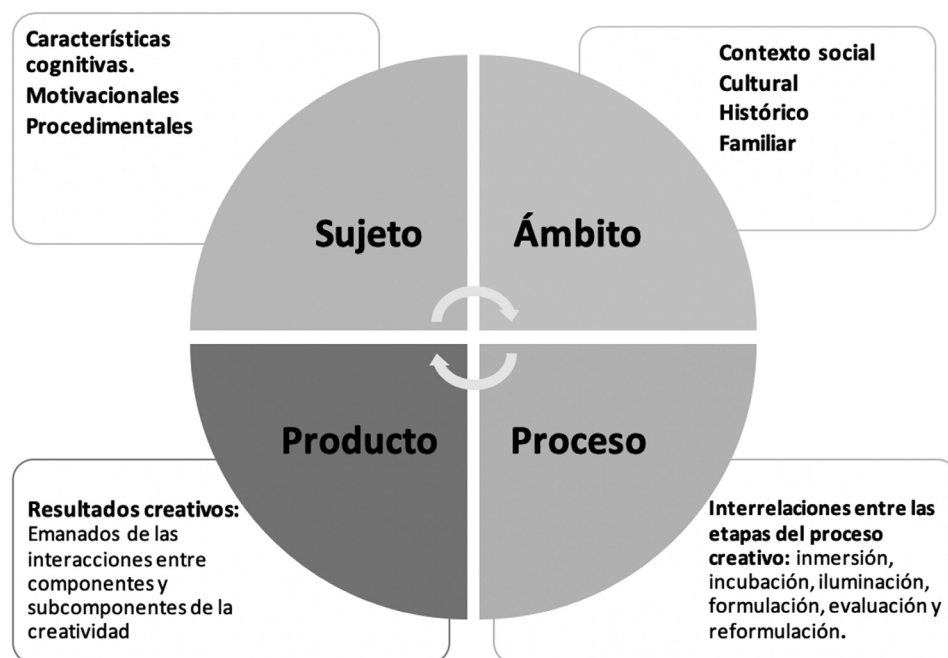 Características
cognitivas.
Motivacionales
Procedimentales
Contexto social
Cultural
Histórico
Familiar
Sujeto
Ámbito
Producto
Proceso
Resultados creativos:
Emanados de las
interacciones entre
componentes y
subcomponentes de la
creatividad
Interrelaciones entre las
etapas del proceso
creativo: inmersión,
incubación, iluminación,
formulación, evaluación y
reformulación.